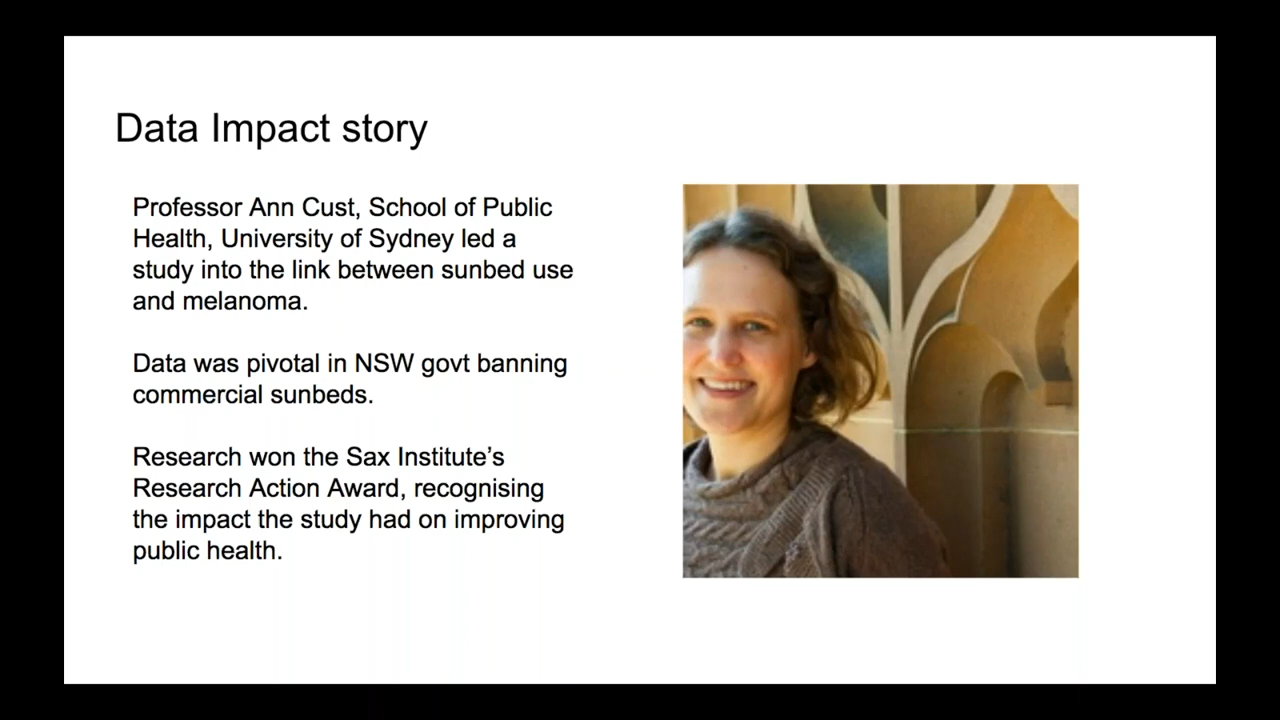 Data Impact story
Professor Ann Cust, School of Public
Health, University of Sydney led a
study into the link between sunbed use
and melanoma.
Data was pivotal in NSW govt banning
commercial sunbeds.
Research won the Sax Institute’s
Research Action Award, recognising
the impact the study had on improving
public health.